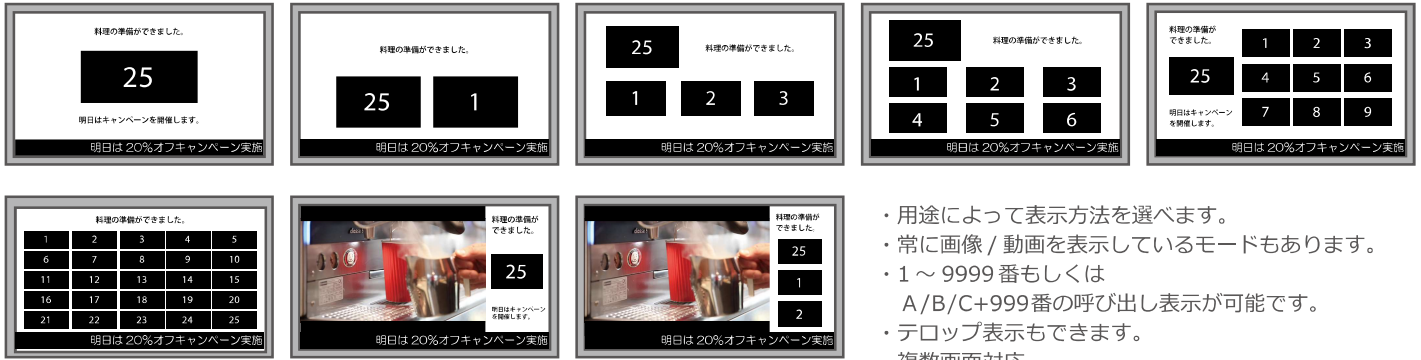 料理の準備ができました。
25
明日はキャンペーンを開催します。
明日は 20%オフキャンペーン実施
料理の準備ができました。
25 1
明日は 20%オフキャンペーン実施
25 料理の準備ができました。
1 2 3
明日は 20%オフキャンペーン実施
25 料理の準備ができました。
1 2 3
4 5 6
明日は 20%オフキャンペーン実施
料理の準備が
できました。
25
明日はキャンペーン
を開催します。
1 2 3
4 5 6
7 8 9
明日は 20%オフキャンペーン実施
料理の準備ができました。
1 2 3 4 5
6 7 8 9 10
11 12 13 14 15
16 17 18 19 20
21 22 23 24 25
明日は 20%オフキャンペーン実施
料理の準備が
できました。
25
明日はキャンペーン
を開催します。
明日は 20%オフキャンペーン実施
料理の準備が
できました。
25
1
2
明日は 20%オフキャンペーン実施
・用途によって表示方法を選べます。
・常に画像 / 動画を表示しているモードもあります。
・1 ～ 9999 番もしくは
A/B/C+999番の呼び出し表示が可能です。
・テロップ表示もできます。
複数画面対応